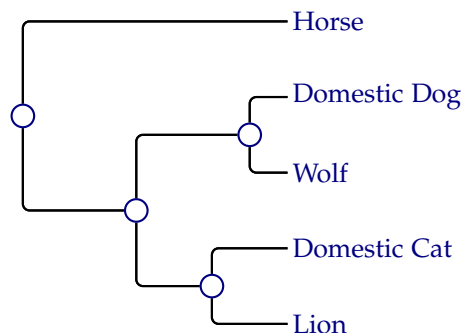 Horse
Domestic Dog
Wolf
Domestic Cat
Lion